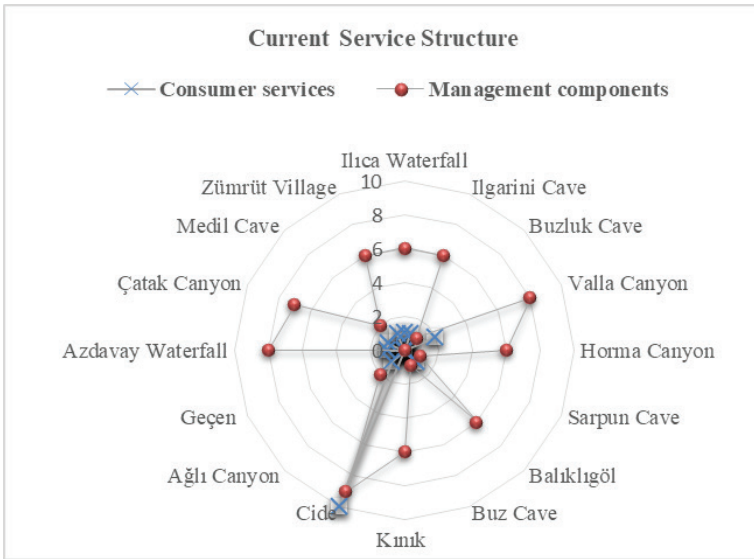 Current Service Structure
Consumer services Management components
Ilıca Waterfall
Zümrüt Village Ilgarini Cave
10
Medil Cave 8 Buzluk Cave
6
Çatak Canyon 4 Valla Canyon
2
Azdavay Waterfall 0 Horma Canyon
Geçen Sarpun Cave
Ağlı Canyon Balıklıgöl
Cide Buz Cave
Kınık